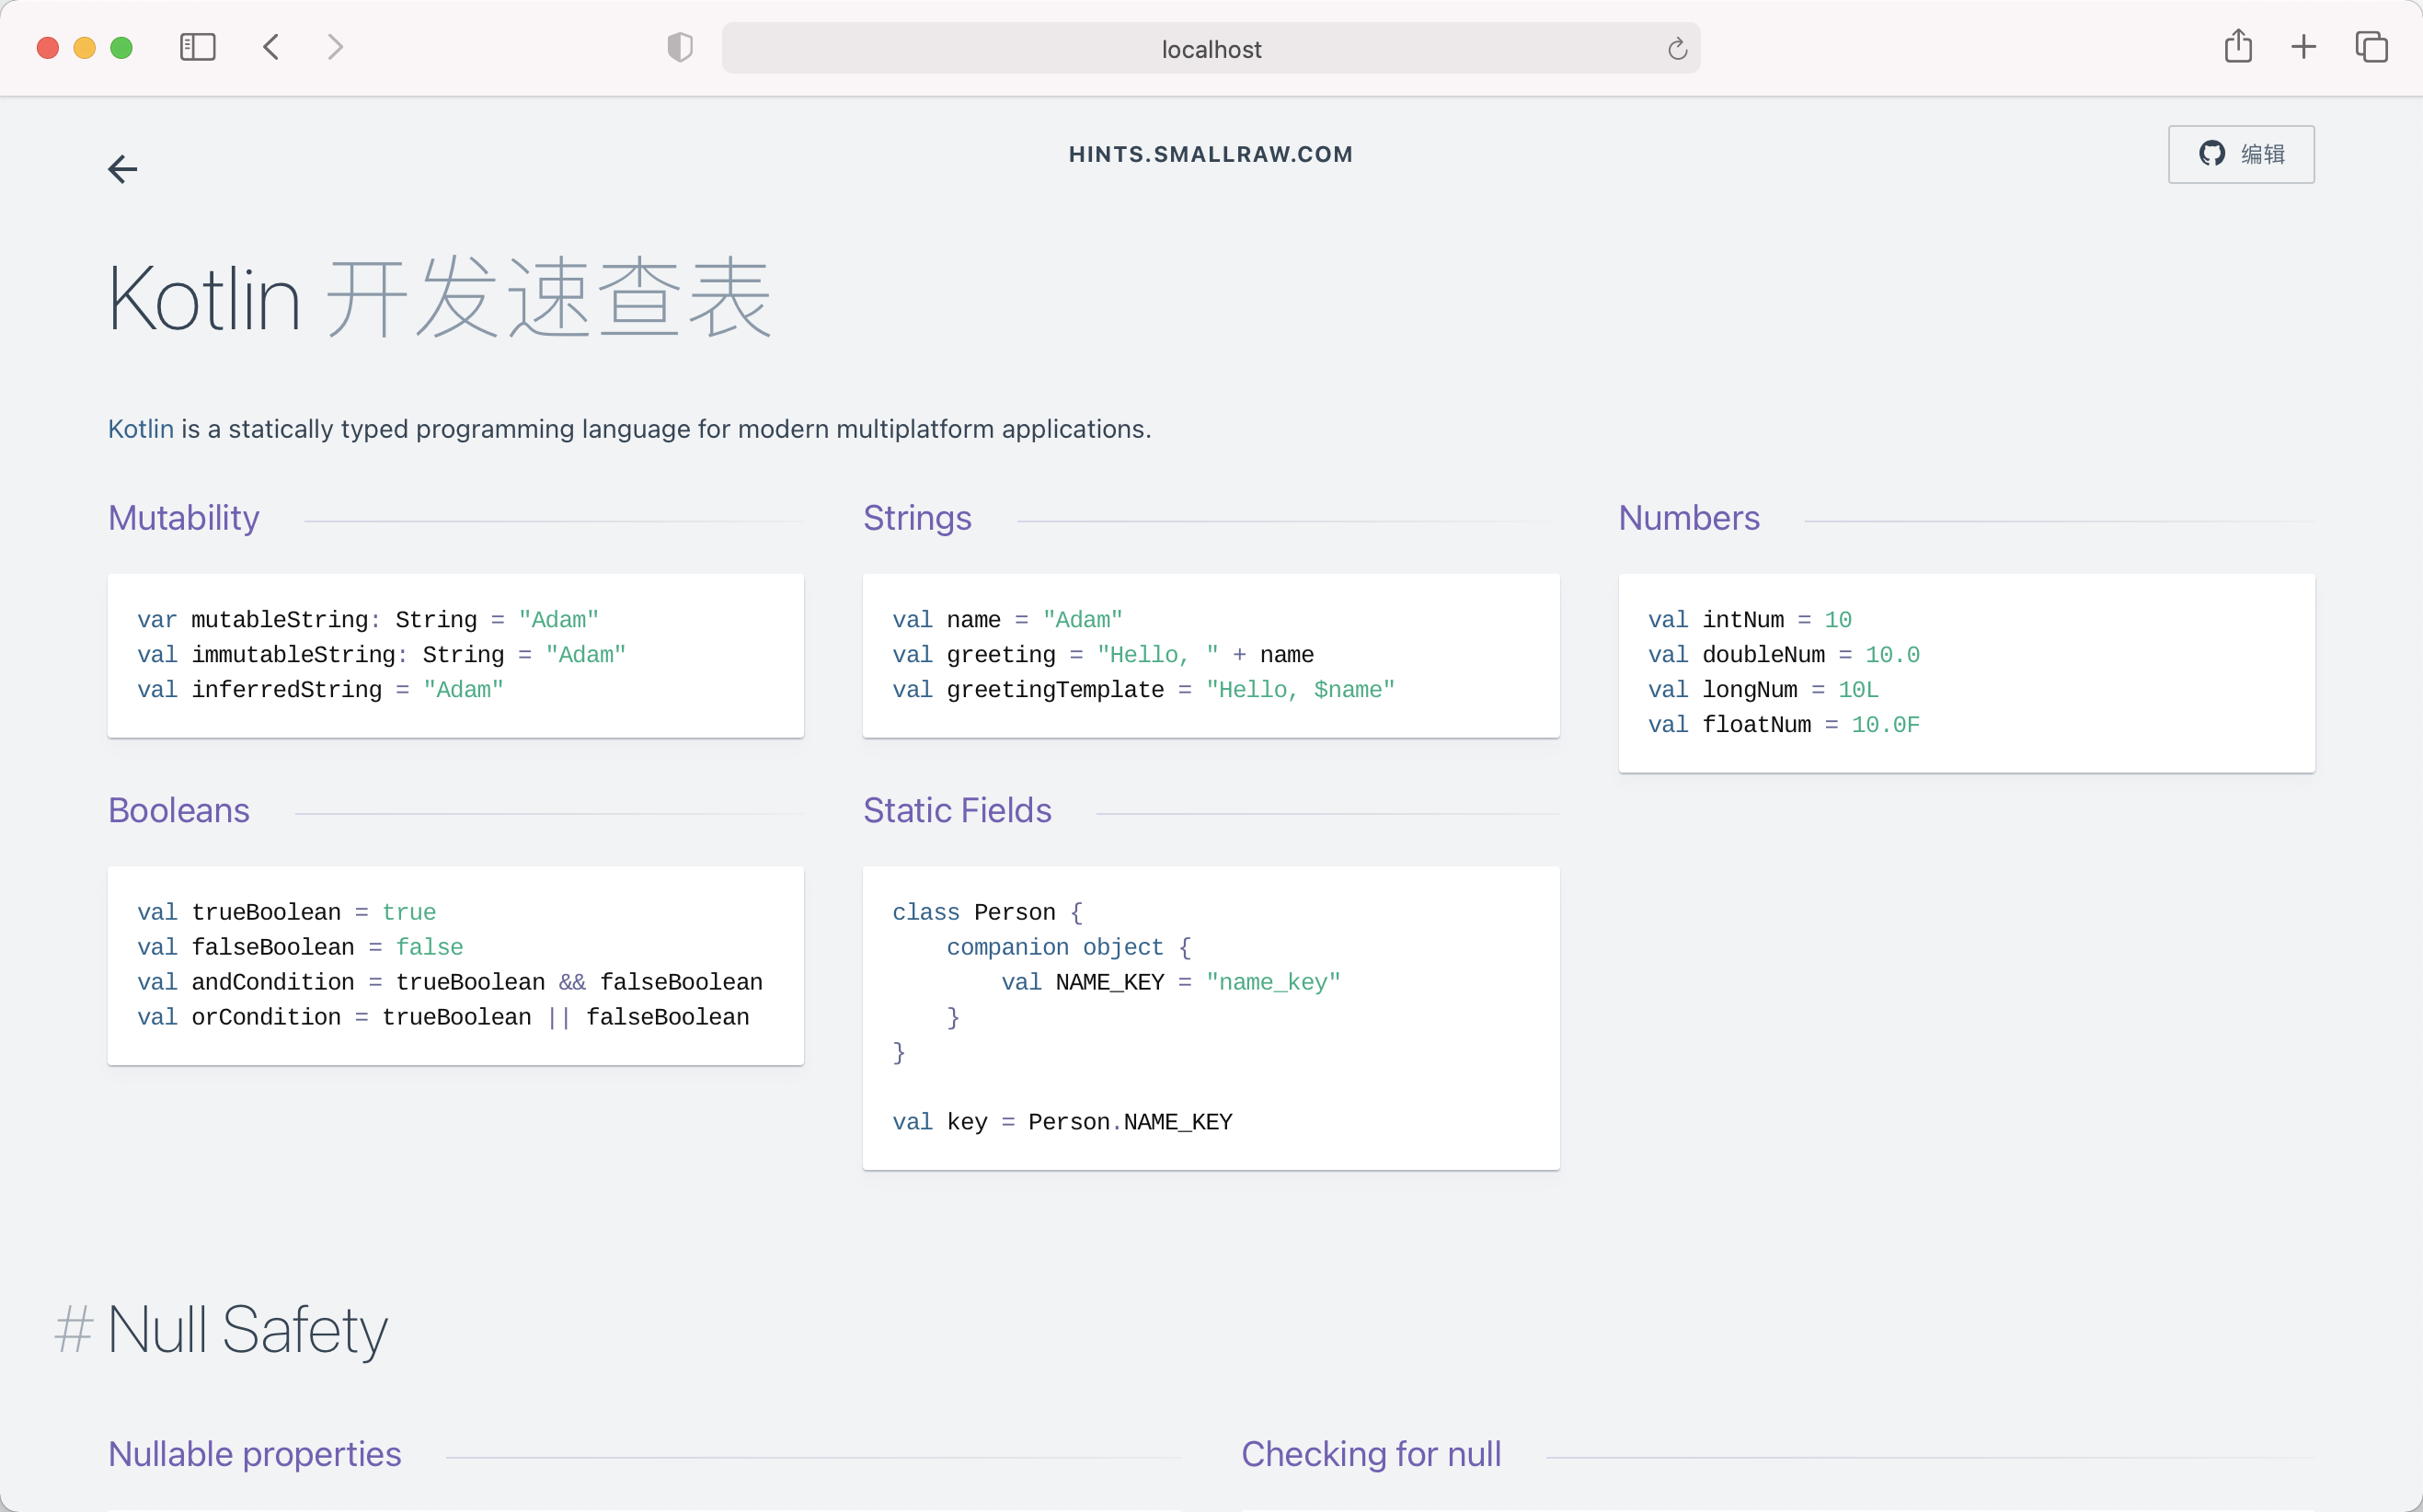 localhost
HINTS.SMALLRAW.COM
编辑
Kotlin 开发速查表
Kotlin is a statically typed programming language for modern multiplatform applications.
Mutability
var mutableString: String = "Adam"
val immutableString: String = "Adam"
val inferredString = "Adam"
Strings
val name = "Adam"
val greeting = "Hello, " + name
val greetingTemplate = "Hello, $name"
Numbers
val intNum = 10
val doubleNum = 10.0
val longNum = 10L
val floatNum = 10.0F
Booleans
val trueBoolean = true
val falseBoolean = false
val andCondition = trueBoolean && falseBoolean
val orCondition = trueBoolean || falseBoolean
Static Fields
class Person {
    companion object {
        val NAME_KEY = "name_key"
    }
}
val key = Person.NAME_KEY
# Null Safety
Nullable properties
Checking for null